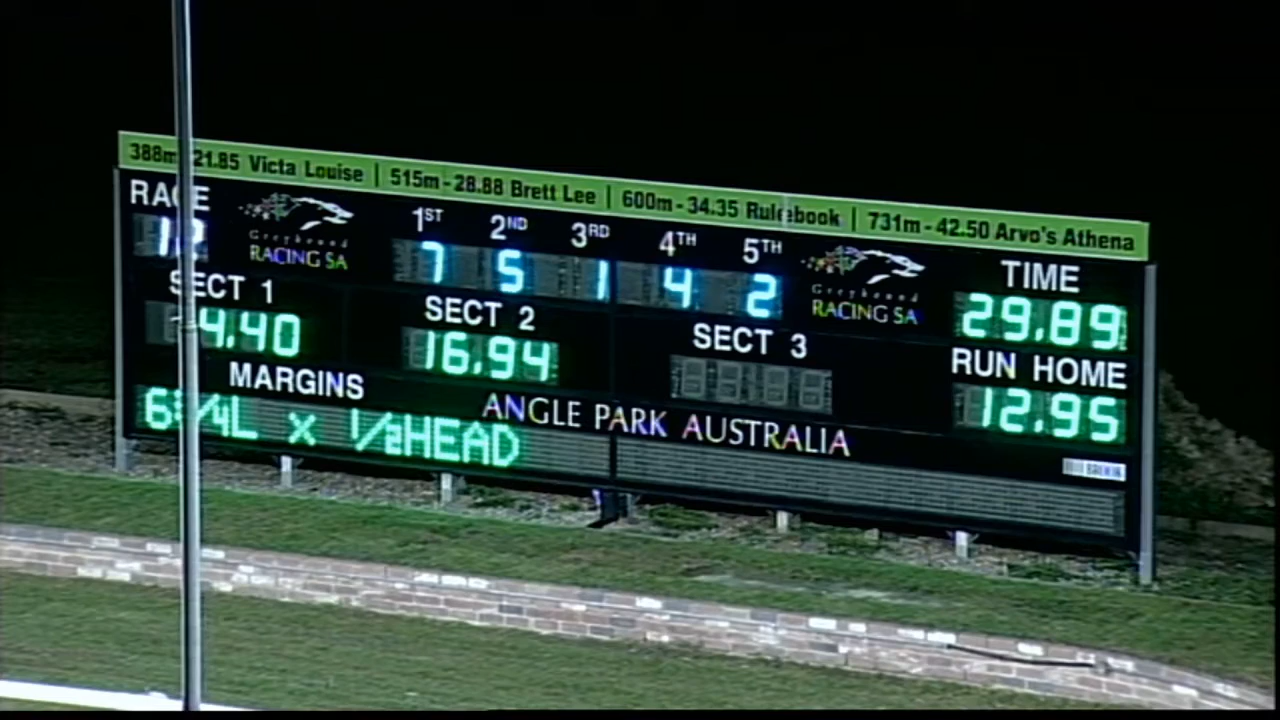 388m 21.85 Victa Louise | 515m - 28.88 Brett Lee | 600m - 34.35 Rulebook | 731m - 42.50 Arvo's Athena
RACE 1ST 2ND 3RD 4TH 5TH TIME
7 5 1 4 2 29.89
Greyhound RACING SA
Greyhound RACING SA
SECT 1 SECT 2 SECT 3 RUN HOME
4.40 16.94 12.95
MARGINS ANGLE PARK AUSTRALIA
6¾L x ½HEAD